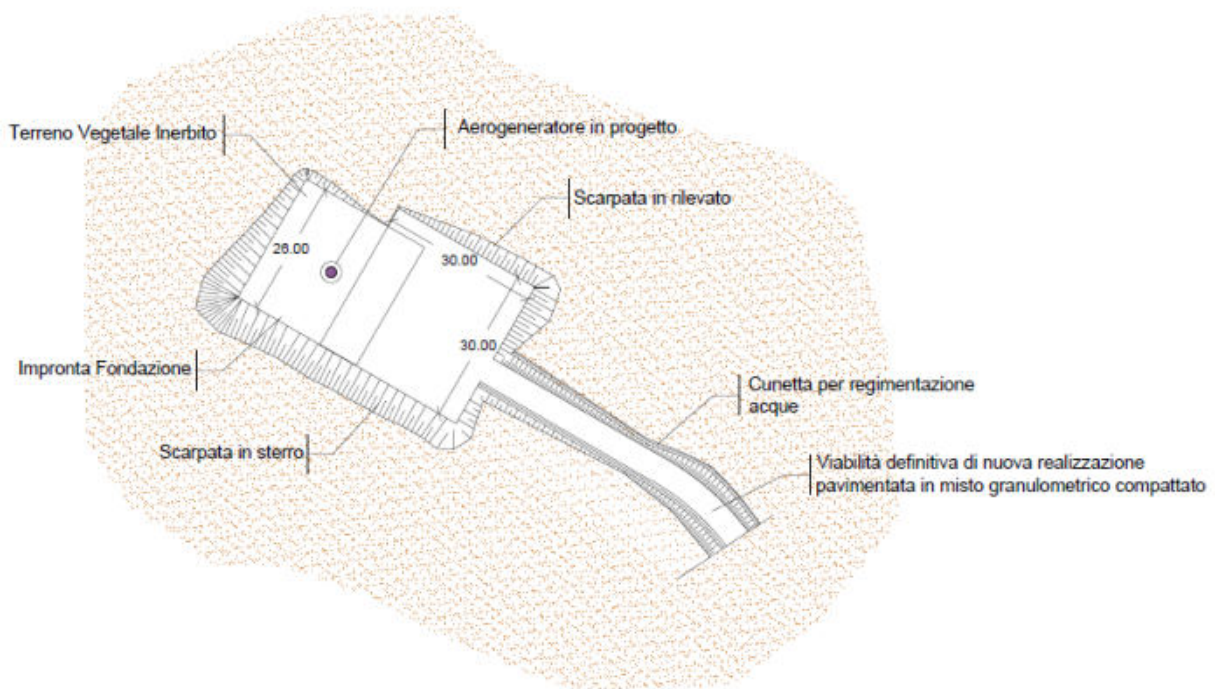 Terreno Vegetale Inerbito
Aerogeneratore in progetto
Scarpata in rilevato
26.00
30.00
30.00
Impronta Fondazione
Cunetta per regimentazione
acque
Scarpata in sterro
Viabilità definitiva di nuova realizzazione
pavimentata in misto granulometrico compattato